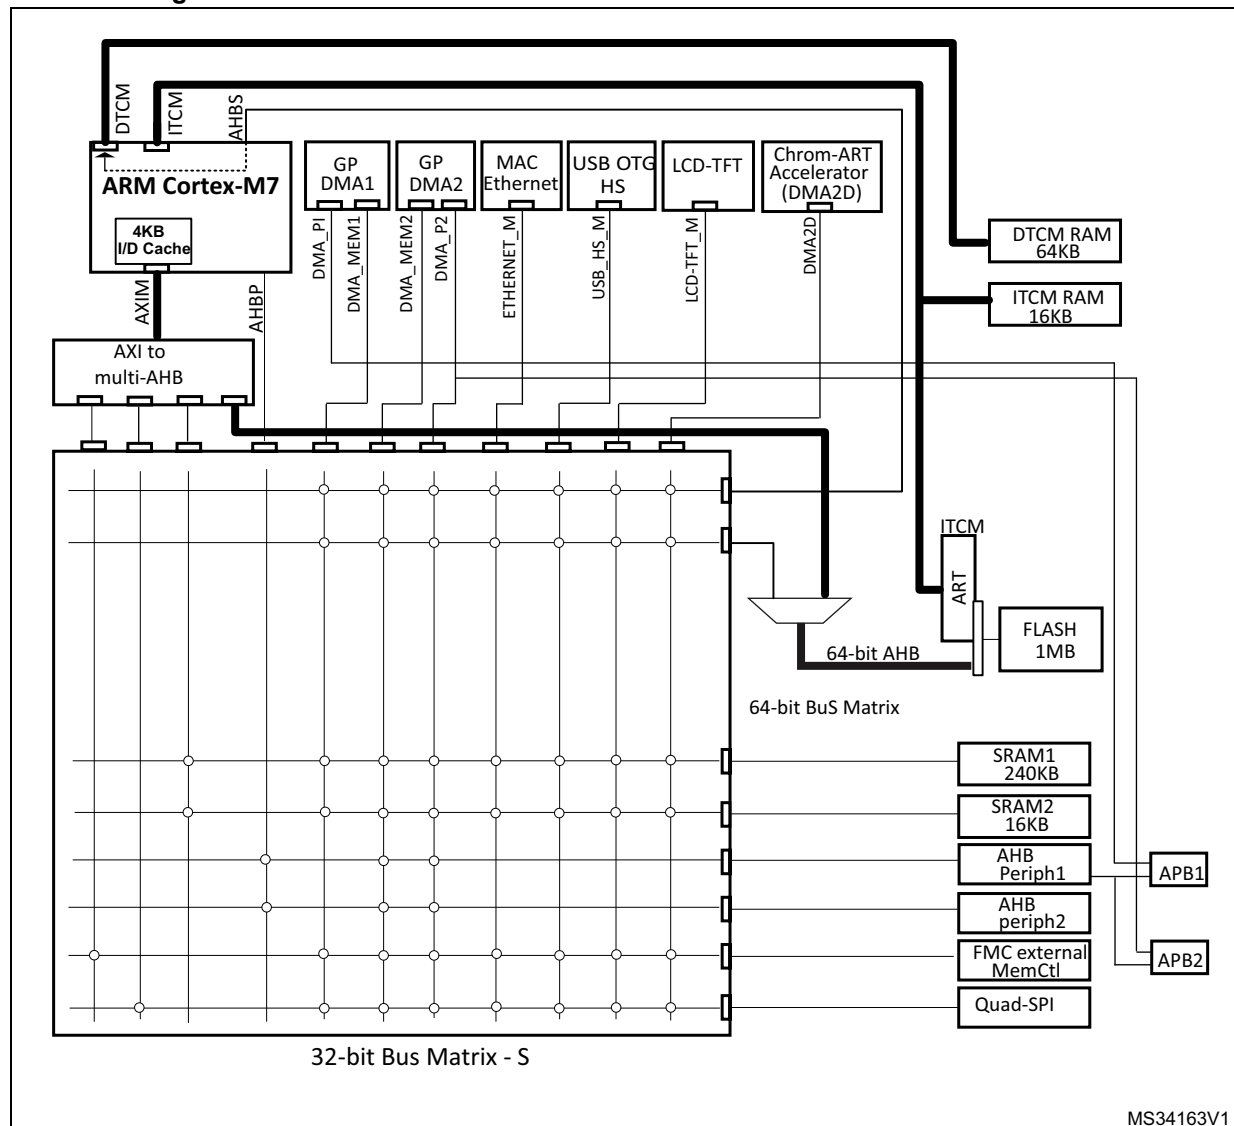 DTCM
ITCM
AHBS
ARM Cortex-M7
4KB
I/D Cache
AXIM
AHBP
GP
DMA1
GP
DMA2
MAC
Ethernet
USB OTG
HS
LCD-TFT
Chrom-ART
Accelerator
(DMA2D)
DMA_PI
DMA_MEM1
DMA_MEM2
DMA_P2
ETHERNET_M
USB_HS_M
LCD-TFT_M
DMA2D
DTCM RAM
64KB
ITCM RAM
16KB
AXI to
multi-AHB
ITCM
ART
FLASH
1MB
64-bit AHB
64-bit BuS Matrix
SRAM1
240KB
SRAM2
16KB
AHB
Periph1
APB1
AHB
periph2
FMC external
MemCtl
APB2
Quad-SPI
32-bit Bus Matrix - S
MS34163V1